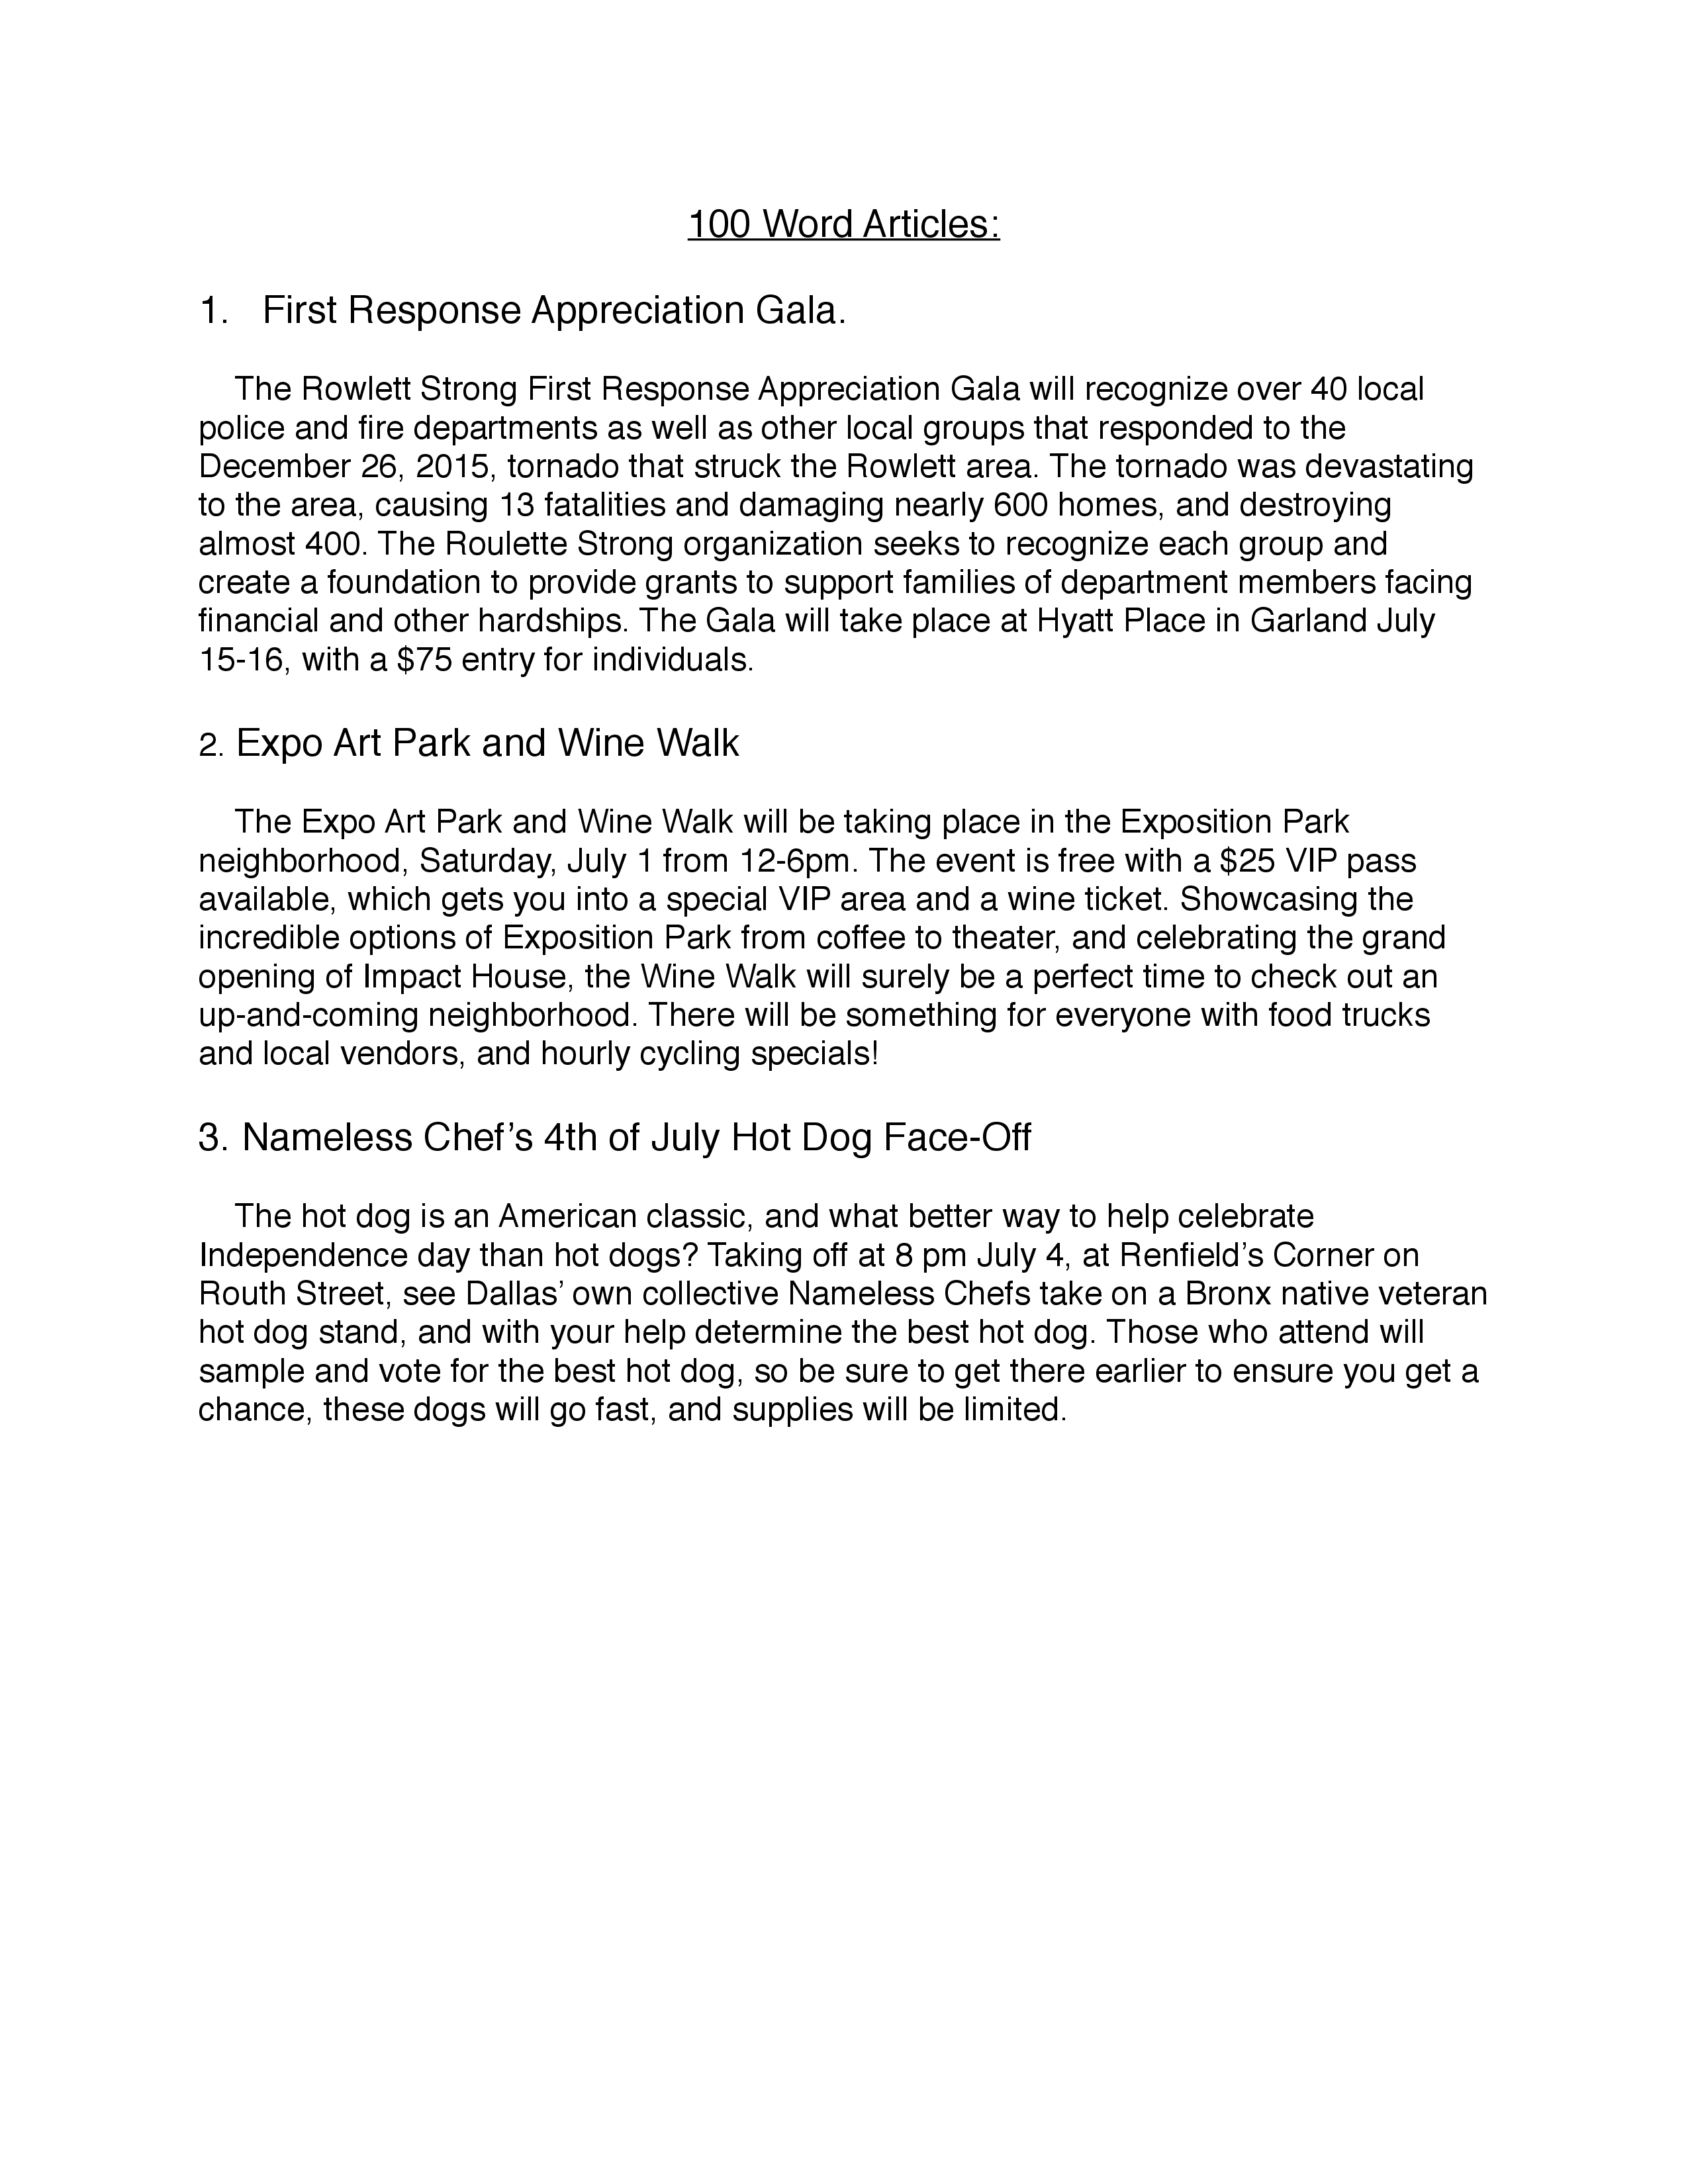 100 Word Articles:
1. First Response Appreciation Gala.
The Rowlett Strong First Response Appreciation Gala will recognize over 40 local
police and fire departments as well as other local groups that responded to the
December 26, 2015, tornado that struck the Rowlett area. The tornado was devastating
to the area, causing 13 fatalities and damaging nearly 600 homes, and destroying
almost 400. The Roulette Strong organization seeks to recognize each group and
create a foundation to provide grants to support families of department members facing
financial and other hardships. The Gala will take place at Hyatt Place in Garland July
15-16, with a $75 entry for individuals.
2. Expo Art Park and Wine Walk
The Expo Art Park and Wine Walk will be taking place in the Exposition Park
neighborhood, Saturday, July 1 from 12-6pm. The event is free with a $25 VIP pass
available, which gets you into a special VIP area and a wine ticket. Showcasing the
incredible options of Exposition Park from coffee to theater, and celebrating the grand
opening of Impact House, the Wine Walk will surely be a perfect time to check out an
up-and-coming neighborhood. There will be something for everyone with food trucks
and local vendors, and hourly cycling specials!
3. Nameless Chef’s 4th of July Hot Dog Face-Off
The hot dog is an American classic, and what better way to help celebrate
Independence day than hot dogs? Taking off at 8 pm July 4, at Renfield’s Corner on
Routh Street, see Dallas’ own collective Nameless Chefs take on a Bronx native veteran
hot dog stand, and with your help determine the best hot dog. Those who attend will
sample and vote for the best hot dog, so be sure to get there earlier to ensure you get a
chance, these dogs will go fast, and supplies will be limited.